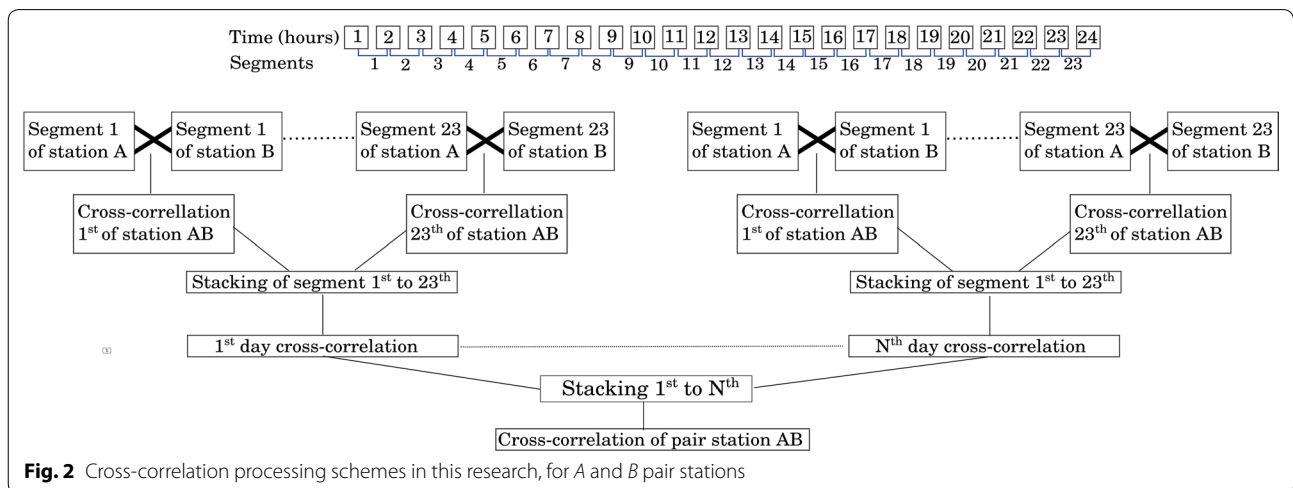 Time (hours) 1 2 3 4 5 6 7 8 9 10 11 12 13 14 15 16 17 18 19 20 21 22 23 24
Segments 1 2 3 4 5 6 7 8 9 10 11 12 13 14 15 16 17 18 19 20 21 22 23
Segment 1
of station A
Segment 1
of station B
Segment 23
of station A
Segment 23
of station B
Segment 1
of station A
Segment 1
of station B
Segment 23
of station A
Segment 23
of station B
Cross-correllation
1st of station AB
Cross-correllation
23th of station AB
Cross-correllation
1st of station AB
Cross-correllation
23th of station AB
Stacking of segment 1st to 23th
Stacking of segment 1st to 23th
1st day cross-correlation
Nth day cross-correlation
Stacking 1st to Nth
Cross-correlation of pair station AB
Fig. 2 Cross-correlation processing schemes in this research, for A and B pair stations